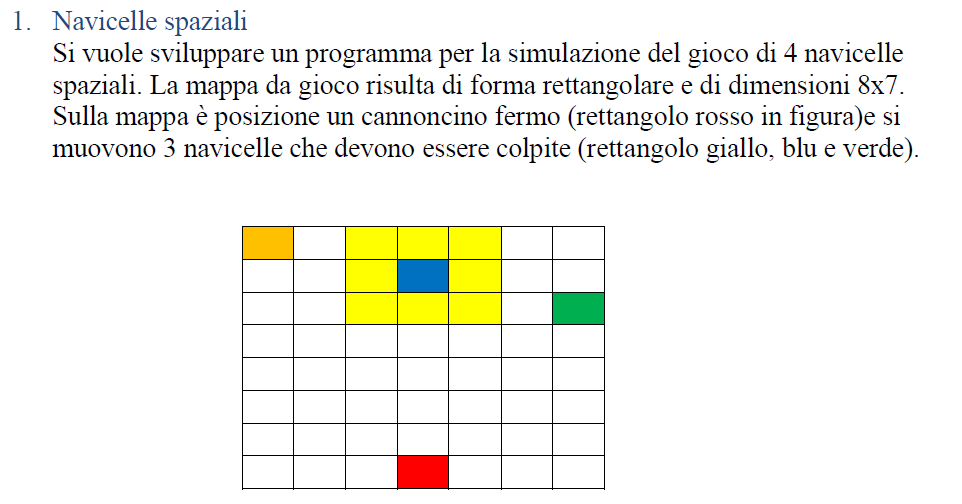 1. Navicelle spaziali
Si vuole sviluppare un programma per la simulazione del gioco di 4 navicelle
spaziali. La mappa da gioco risulta di forma rettangolare e di dimensioni 8x7.
Sulla mappa è posizione un cannoncino fermo (rettangolo rosso in figura)e si
muovono 3 navicelle che devono essere colpite (rettangolo giallo, blu e verde).